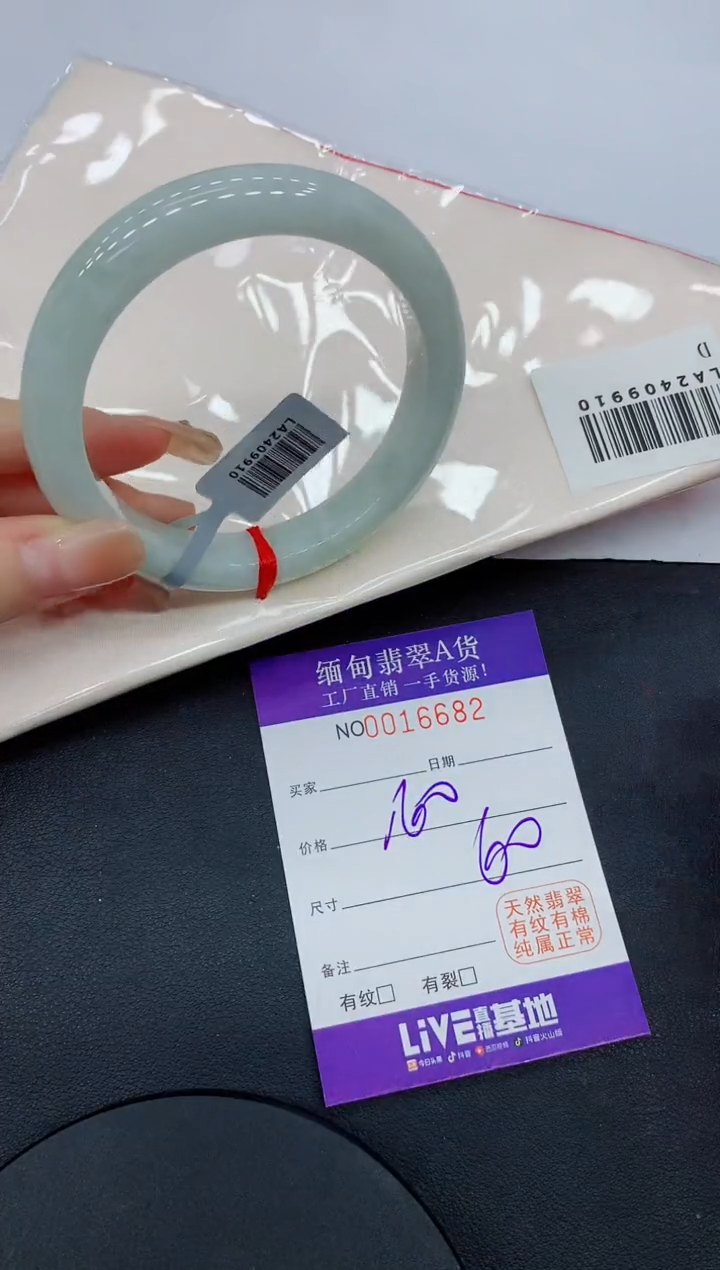 D
LA2409910
LA2409910
缅甸翡翠A货
工厂直销 一手货源！
NO0016682
买家 日期
价格
尺寸
天然翡翠
有纹有棉
纯属正常
备注
有纹□ 有裂□
LiVE直播基地
今日头条 抖音 西瓜视频 抖音火山版